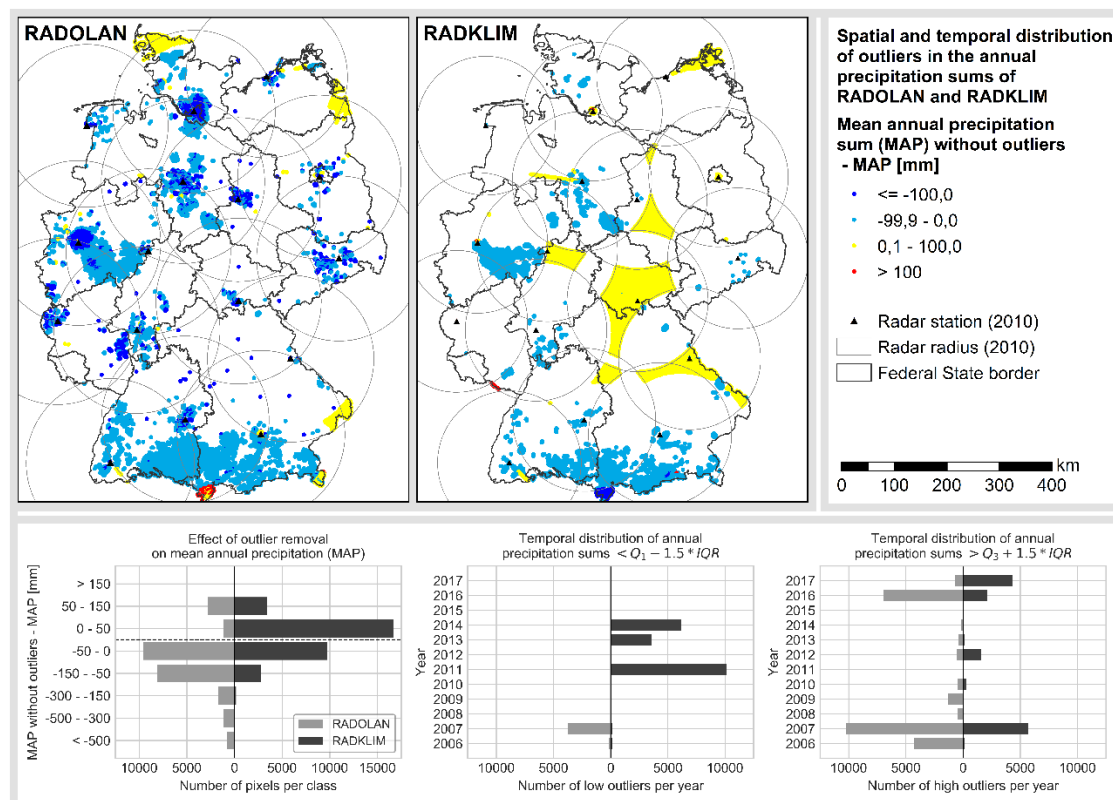 RADOLAN
RADKLIM
Spatial and temporal distribution
of outliers in the annual
precipitation sums of
RADOLAN and RADKLIM
Mean annual precipitation
sum (MAP) without outliers
- MAP [mm]
<= -100,0
-99,9 - 0,0
0,1 - 100,0
> 100
Radar station (2010)
Radar radius (2010)
Federal State border
km
0 100 200 300 400
Effect of outlier removal
on mean annual precipitation (MAP)
MAP without outliers - MAP [mm]
> 150
50 - 150
0 - 50
-50 - 0
-150 - -50
-300 - -150
-500 - -300
< -500
RADOLAN
RADKLIM
10000 5000 0 5000 10000 15000
Number of pixels per class
Temporal distribution of annual
precipitation sums < Q₁ − 1.5 * IQR
Year
2017
2016
2015
2014
2013
2012
2011
2010
2009
2008
2007
2006
10000 5000 0 5000 10000
Number of low outliers per year
Temporal distribution of annual
precipitation sums > Q₃ + 1.5 * IQR
Year
2017
2016
2015
2014
2013
2012
2011
2010
2009
2008
2007
2006
10000 5000 0 5000 10000
Number of high outliers per year